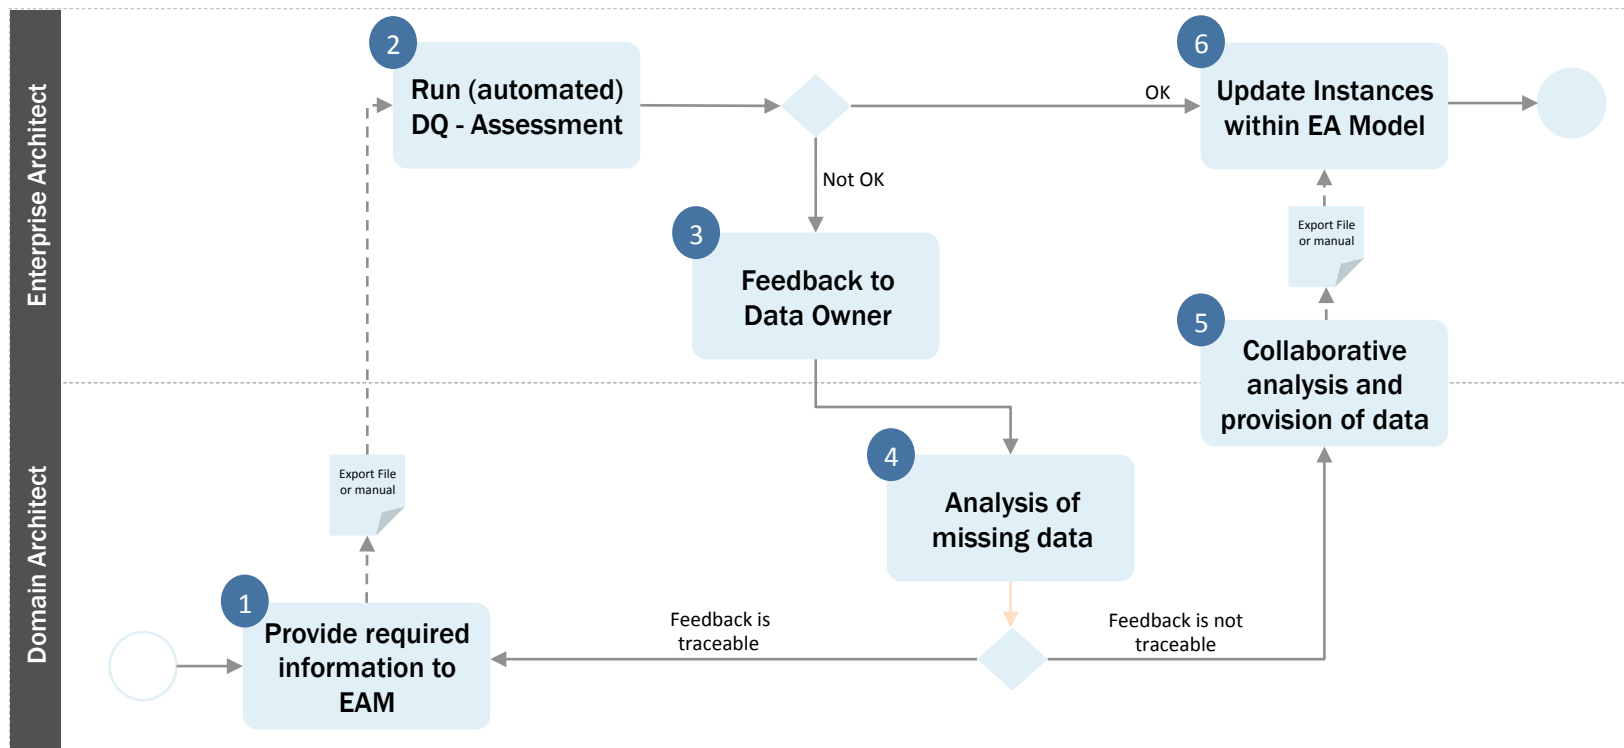 Enterprise Architect
2
Run (automated)
DQ - Assessment
OK
6
Update Instances
within EA Model
Not OK
3
Feedback to
Data Owner
Export File
or manual
5
Collaborative
analysis and
provision of data
Domain Architect
Export File
or manual
4
Analysis of
missing data
1
Provide required
information to
EAM
Feedback is
traceable
Feedback is not
traceable